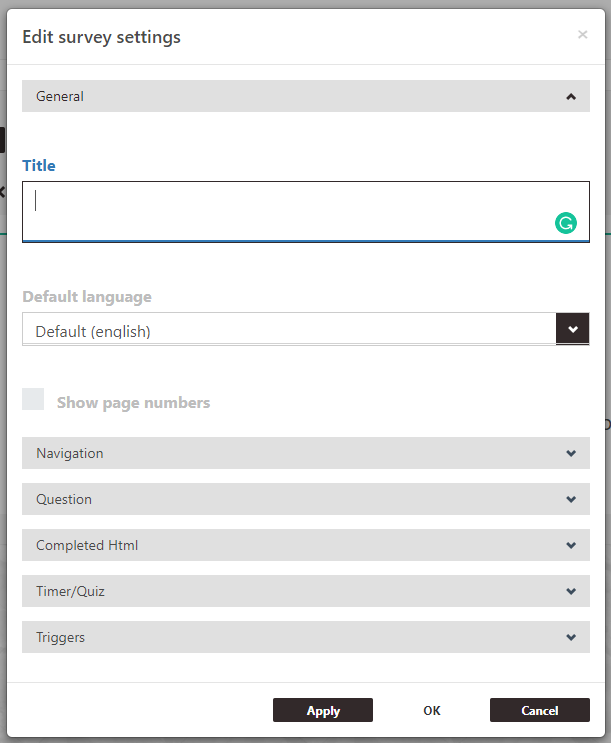 Edit survey settings
×
General
Title
Default language
Default (english)
Show page numbers
Navigation
Question
Completed Html
Timer/Quiz
Triggers
Apply OK Cancel